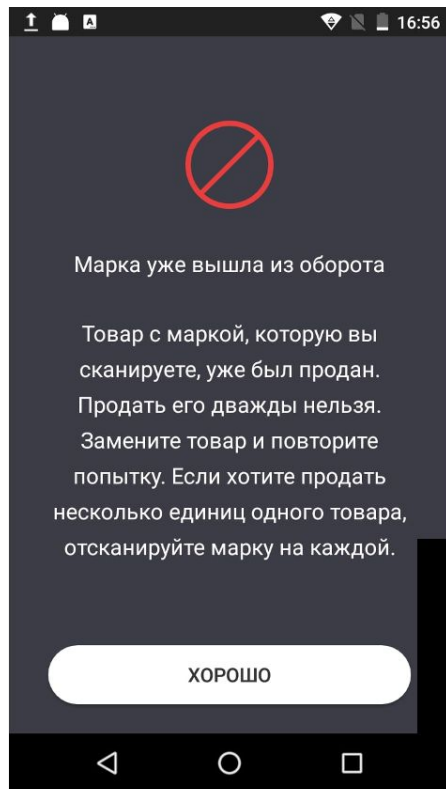 16:56
Марка уже вышла из оборота
Товар с маркой, которую вы
сканируете, уже был продан.
Продать его дважды нельзя.
Замените товар и повторите
попытку. Если хотите продать
несколько единиц одного товара,
отсканируйте марку на каждой.
ХОРОШО